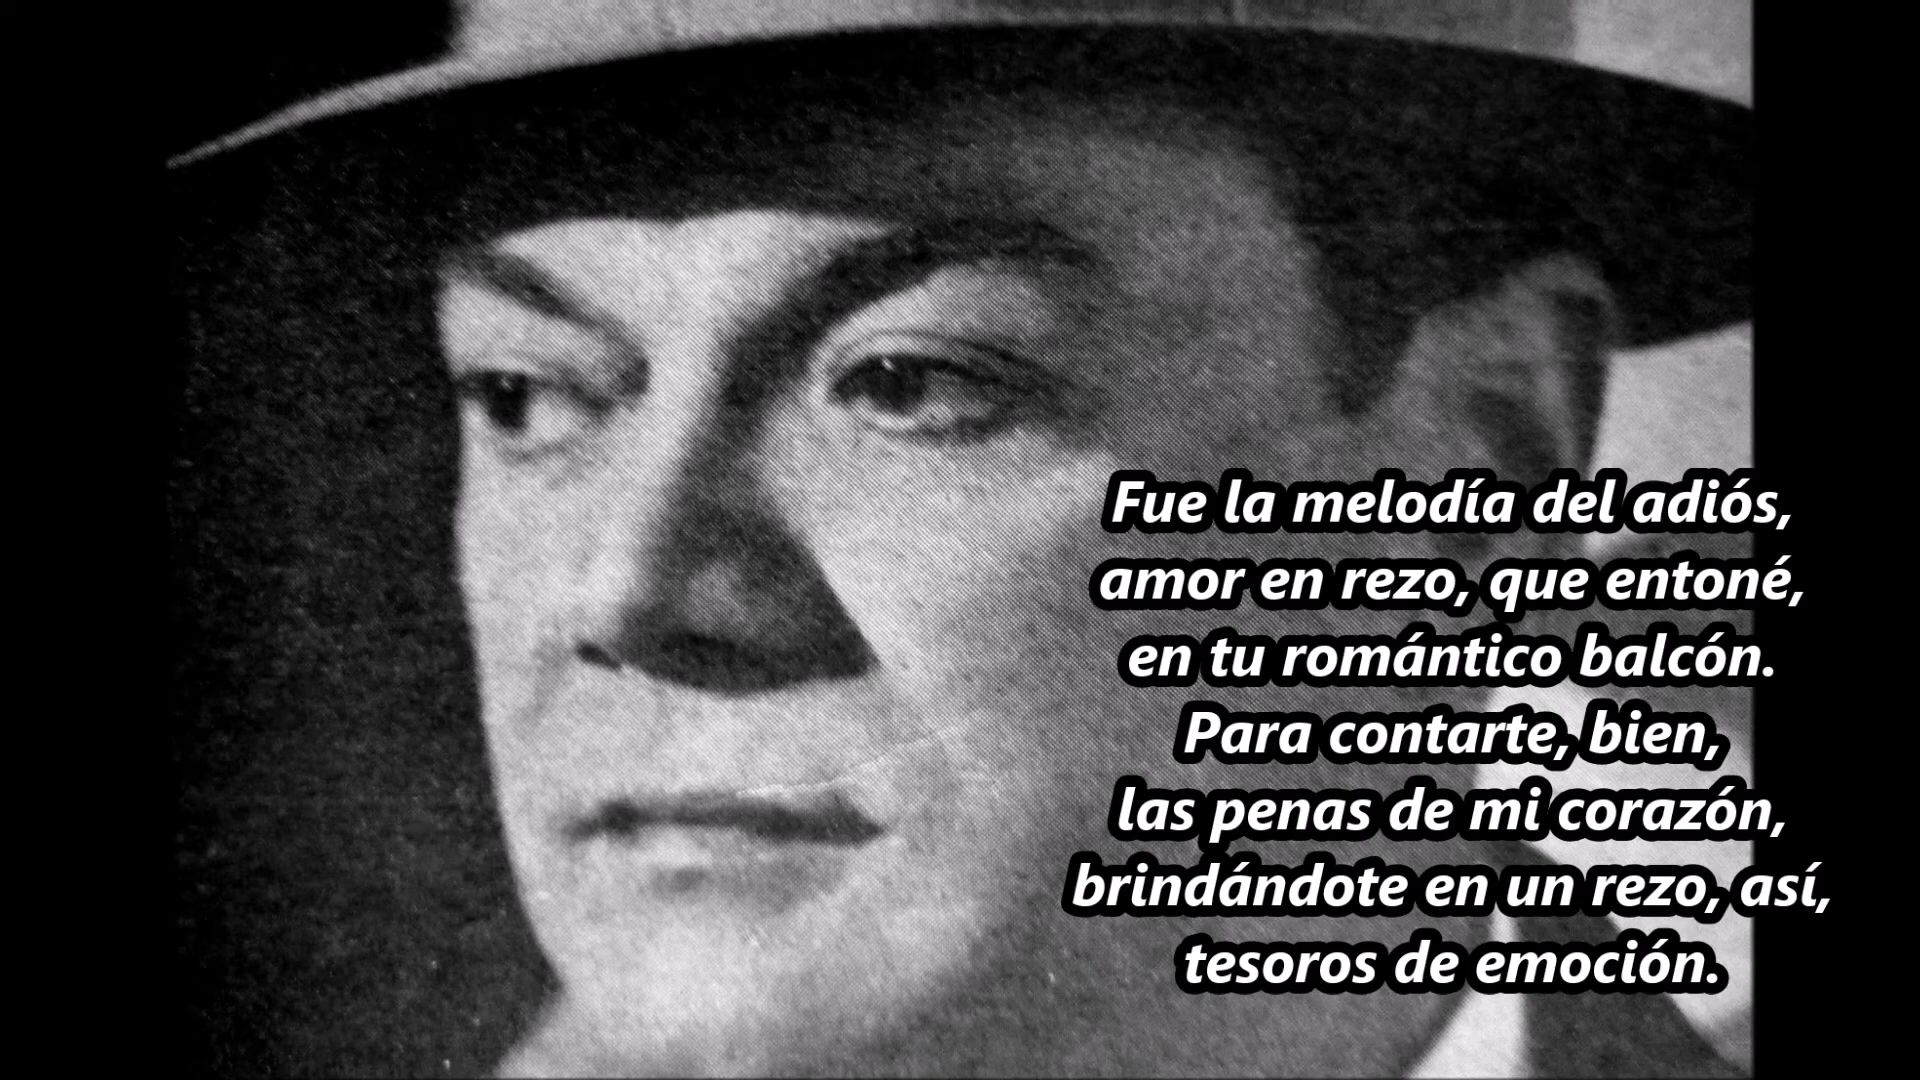 Fue la melodía del adiós,
amor en rezo, que entoné,
en tu romántico balcón.
Para contarte, bien,
las penas de mi corazón,
brindándote en un rezo, así,
tesoros de emoción.